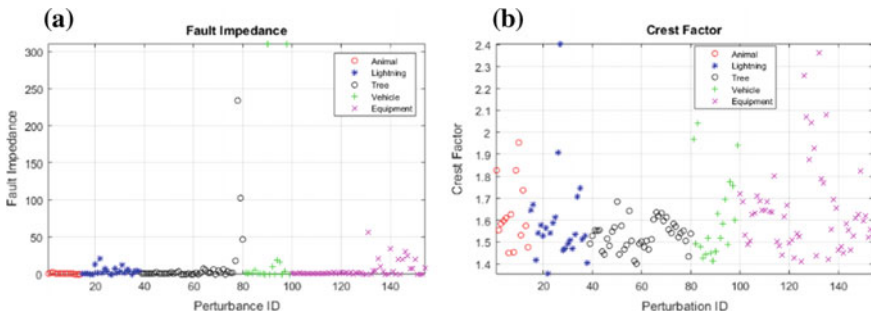 (a)
Fault Impedance
300
250
200
150
100
50
0
Fault Impedance
Animal
Lightning
Tree
Vehicle
Equipment
20 40 60 80 100 120 140
Perturbance ID
(b)
Crest Factor
2.4
2.3
2.2
2.1
2
1.9
1.8
1.7
1.6
1.5
1.4
Crest Factor
Animal
Lightning
Tree
Vehicle
Equipment
20 40 60 80 100 120 140
Perturbation ID